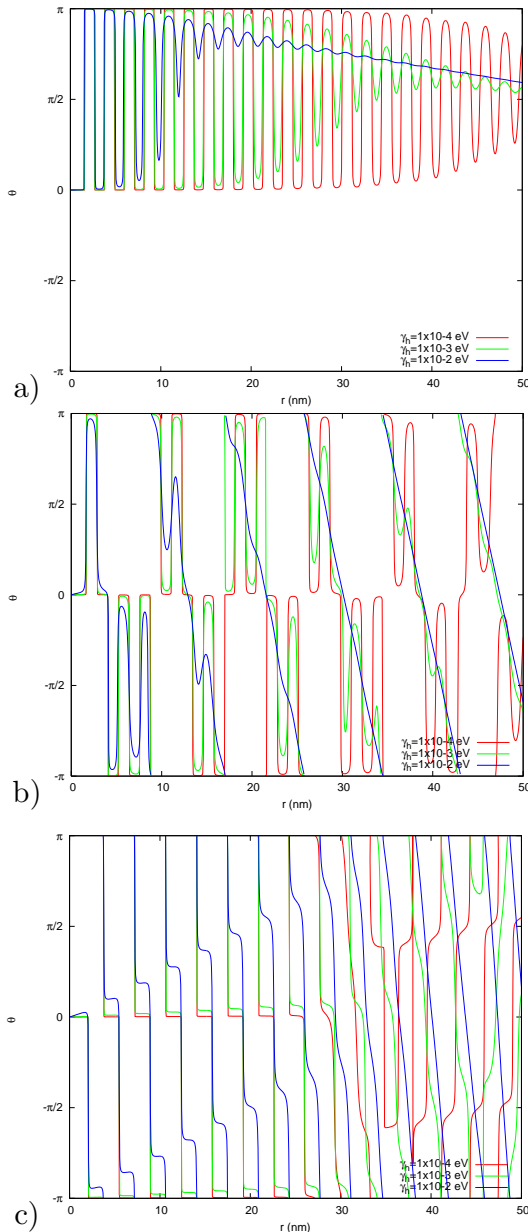 π
π/2
0
-π/2
-π
θ
0
10
20
30
40
50
r (nm)
γh=1x10-4 eV
γh=1x10-3 eV
γh=1x10-2 eV
a)
π
π/2
0
-π/2
-π
θ
0
10
20
30
40
50
r (nm)
γh=1x10-4 eV
γh=1x10-3 eV
γh=1x10-2 eV
b)
π
π/2
0
-π/2
-π
θ
0
10
20
30
40
50
r (nm)
γh=1x10-4 eV
γh=1x10-3 eV
γh=1x10-2 eV
c)